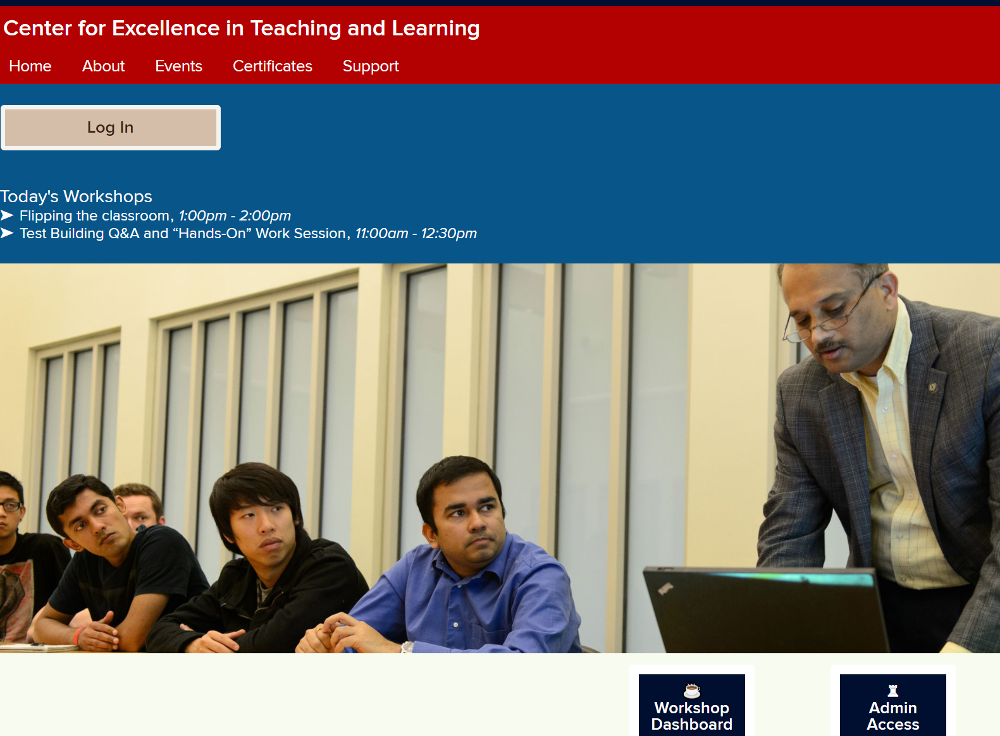 Center for Excellence in Teaching and Learning
Home About Events Certificates Support
Log In
Today's Workshops
➤ Flipping the classroom, 1:00pm - 2:00pm
➤ Test Building Q&A and “Hands-On” Work Session, 11:00am - 12:30pm
Workshop
Dashboard
Admin
Access